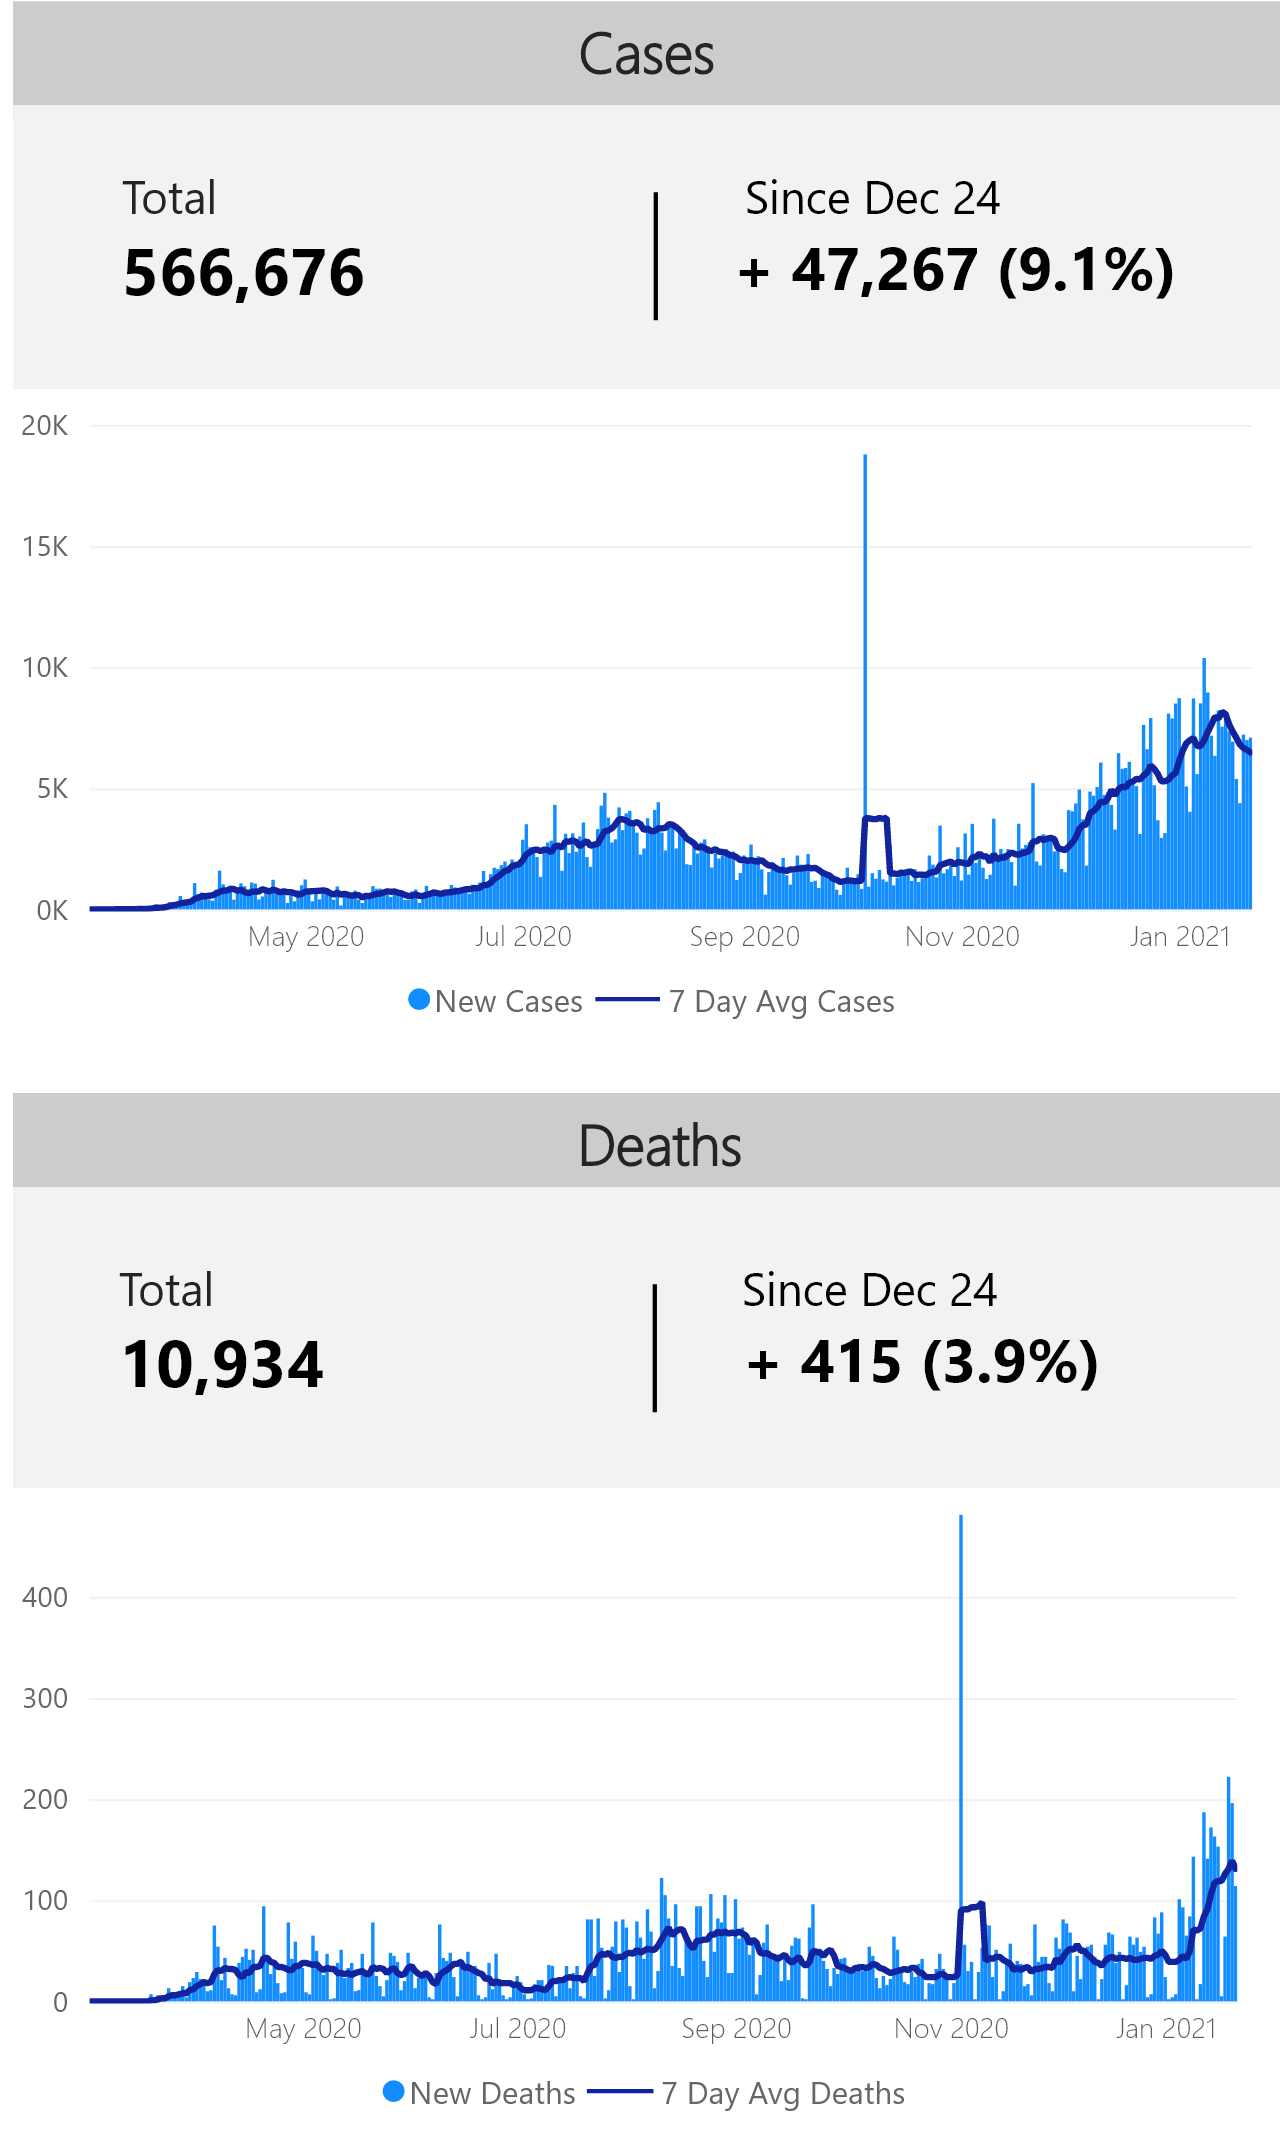 Cases
Total
Since Dec 24
566,676
+ 47,267 (9.1%)
20K
15K
10K
5K
0K
May 2020
Jul 2020
Sep 2020
Nov 2020
Jan 2021
New Cases
7 Day Avg Cases
Deaths
Total
Since Dec 24
10,934
+ 415 (3.9%)
400
300
200
100
0
May 2020
Jul 2020
Sep 2020
Nov 2020
Jan 2021
New Deaths
7 Day Avg Deaths